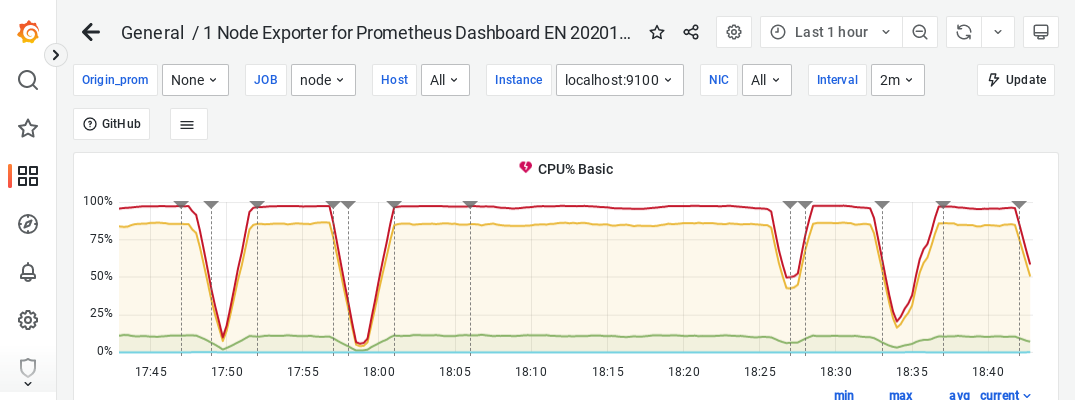 General / 1 Node Exporter for Prometheus Dashboard EN 20201...
Last 1 hour
Origin_prom None JOB node Host All Instance localhost:9100 NIC All Interval 2m Update
GitHub
CPU% Basic
100%
75%
50%
25%
0%
17:45 17:50 17:55 18:00 18:05 18:10 18:15 18:20 18:25 18:30 18:35 18:40
min max avg current